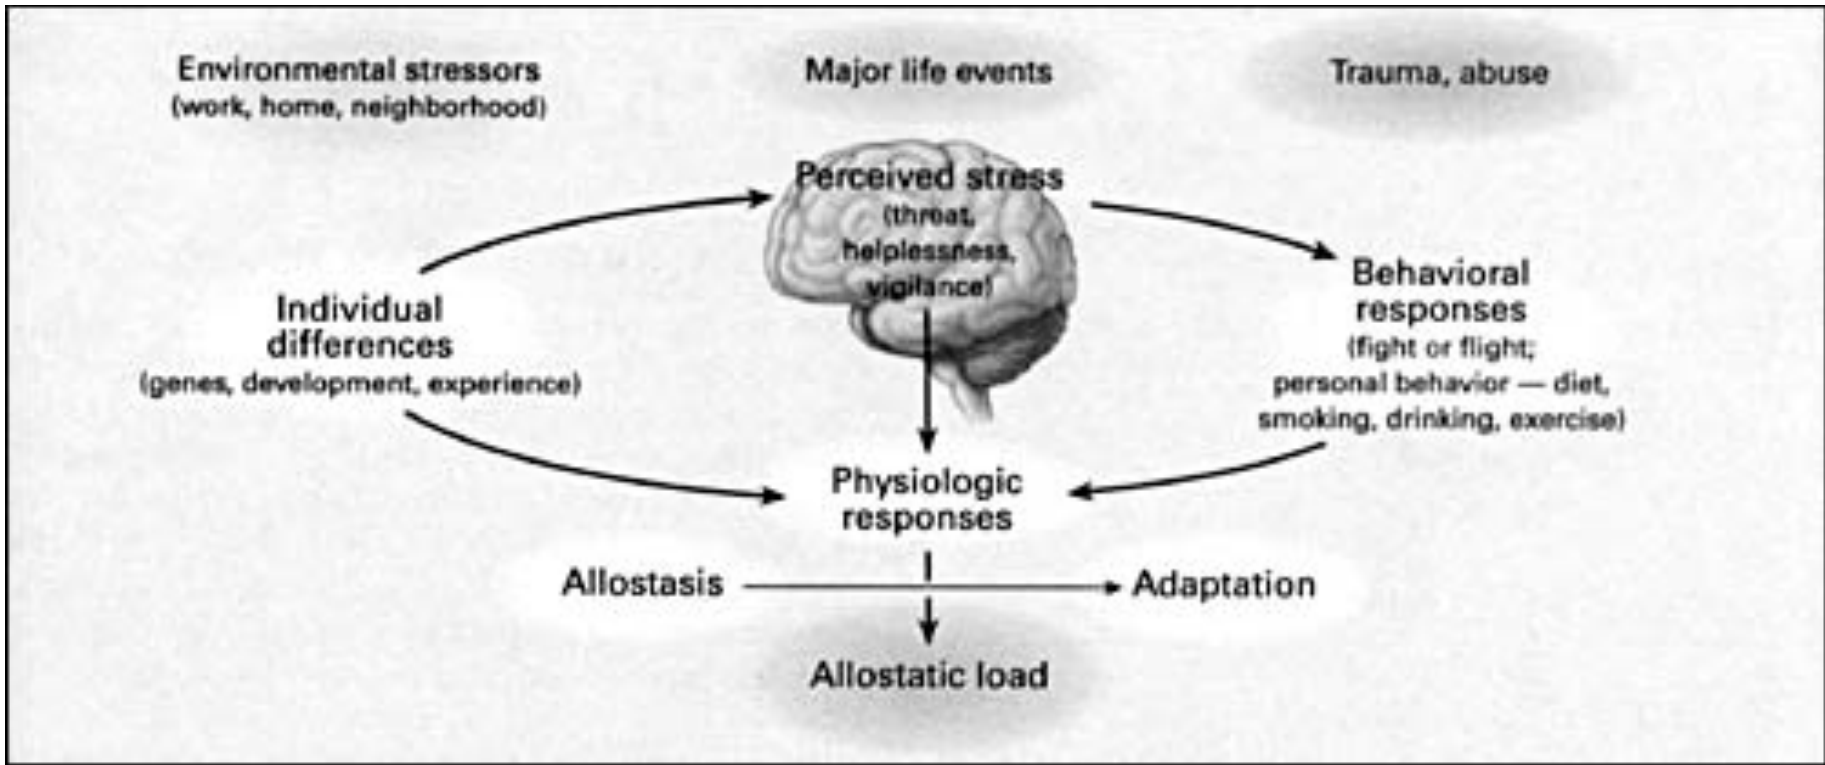 Environmental stressors
(work, home, neighborhood)
Major life events
Trauma, abuse
Perceived stress
(threat,
helplessness,
vigilance)
Individual
differences
(genes, development, experience)
Behavioral
responses
(fight or flight;
personal behavior — diet,
smoking, drinking, exercise)
Physiologic
responses
Allostasis
Adaptation
Allostatic load